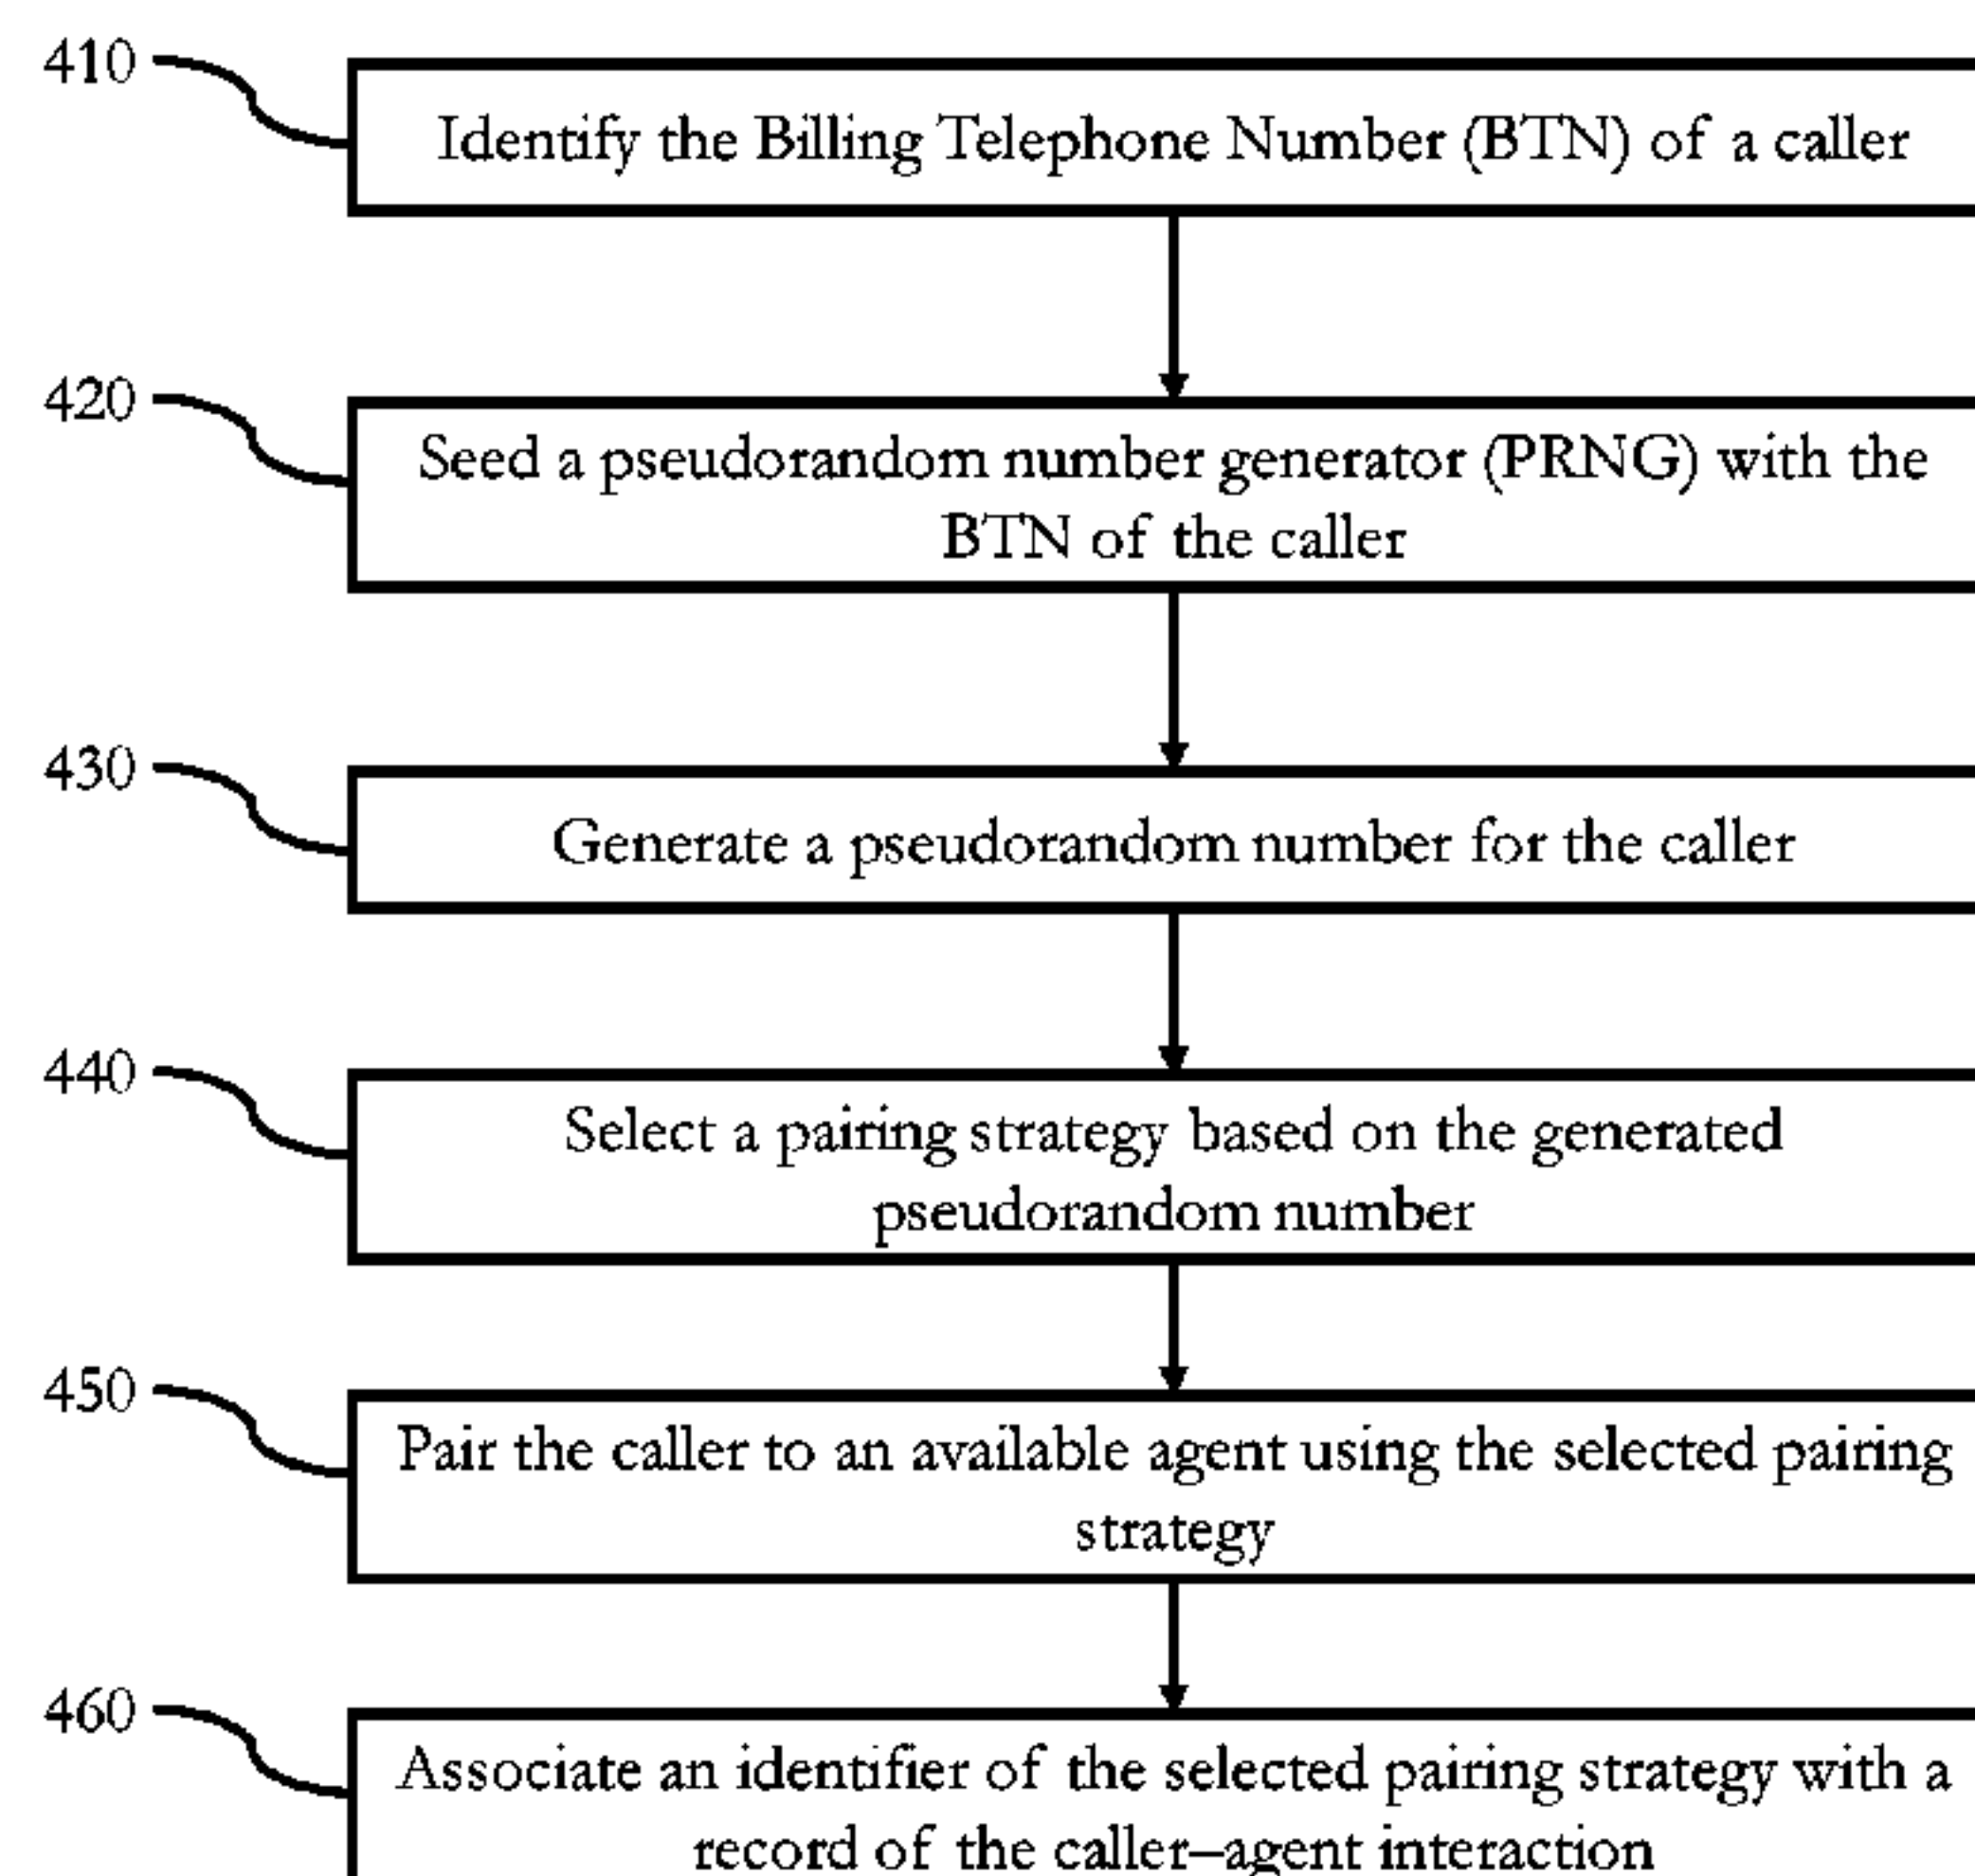 410
Identify the Billing Telephone Number (BTN) of a caller
420
Seed a pseudorandom number generator (PRNG) with the
BTN of the caller
430
Generate a pseudorandom number for the caller
440
Select a pairing strategy based on the generated
pseudorandom number
450
Pair the caller to an available agent using the selected pairing
strategy
460
Associate an identifier of the selected pairing strategy with a
record of the caller–agent interaction